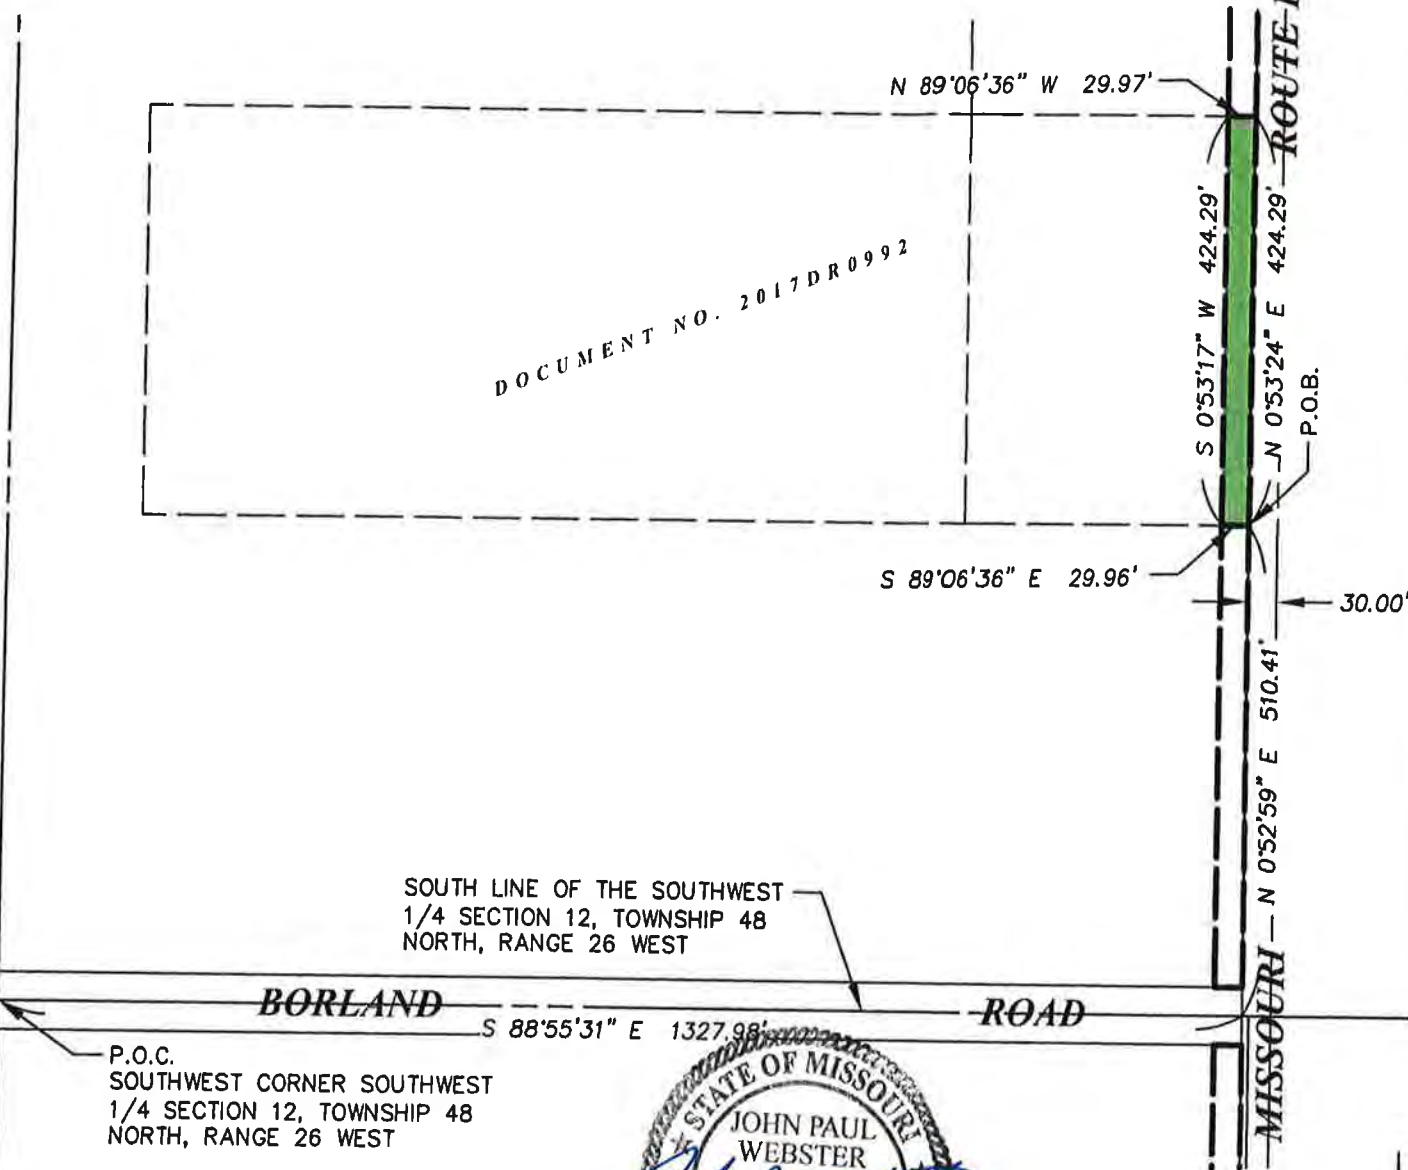 N 89°06'36" W 29.97'
ROUTE
S 0°53'17" W 424.29'
N 0°53'24" E 424.29'
P.O.B.
DOCUMENT NO. 2017DR0992
S 89°06'36" E 29.96'
30.00'
N 0°52'59" E 510.41'
SOUTH LINE OF THE SOUTHWEST
1/4 SECTION 12, TOWNSHIP 48
NORTH, RANGE 26 WEST
BORLAND ROAD
S 88°55'31" E 1327.98'
MISSOURI
P.O.C.
SOUTHWEST CORNER SOUTHWEST
1/4 SECTION 12, TOWNSHIP 48
NORTH, RANGE 26 WEST
STATE OF MISSOURI
JOHN PAUL
WEBSTER